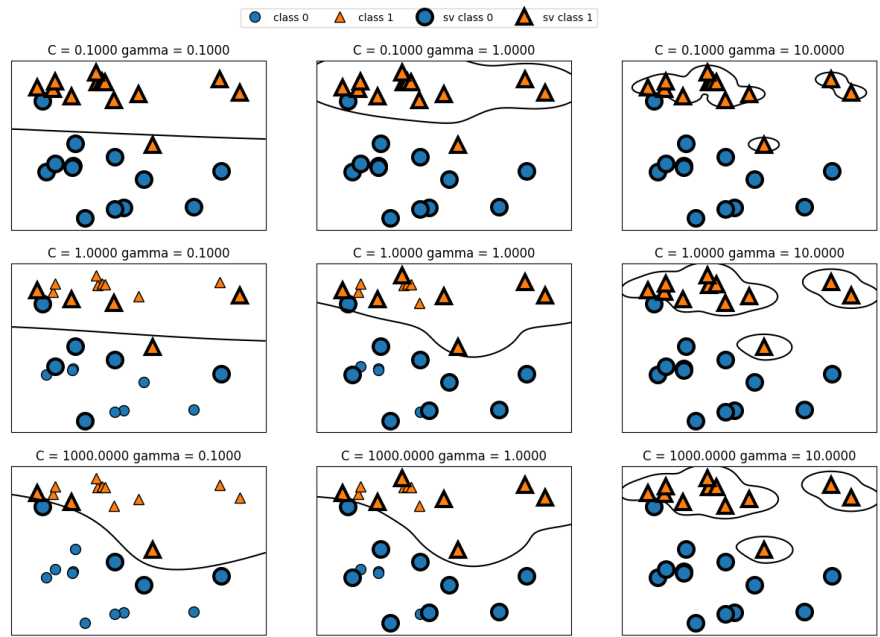 class 0 class 1 sv class 0 sv class 1
C = 0.1000 gamma = 0.1000
C = 0.1000 gamma = 1.0000
C = 0.1000 gamma = 10.0000
C = 1.0000 gamma = 0.1000
C = 1.0000 gamma = 1.0000
C = 1.0000 gamma = 10.0000
C = 1000.0000 gamma = 0.1000
C = 1000.0000 gamma = 1.0000
C = 1000.0000 gamma = 10.0000